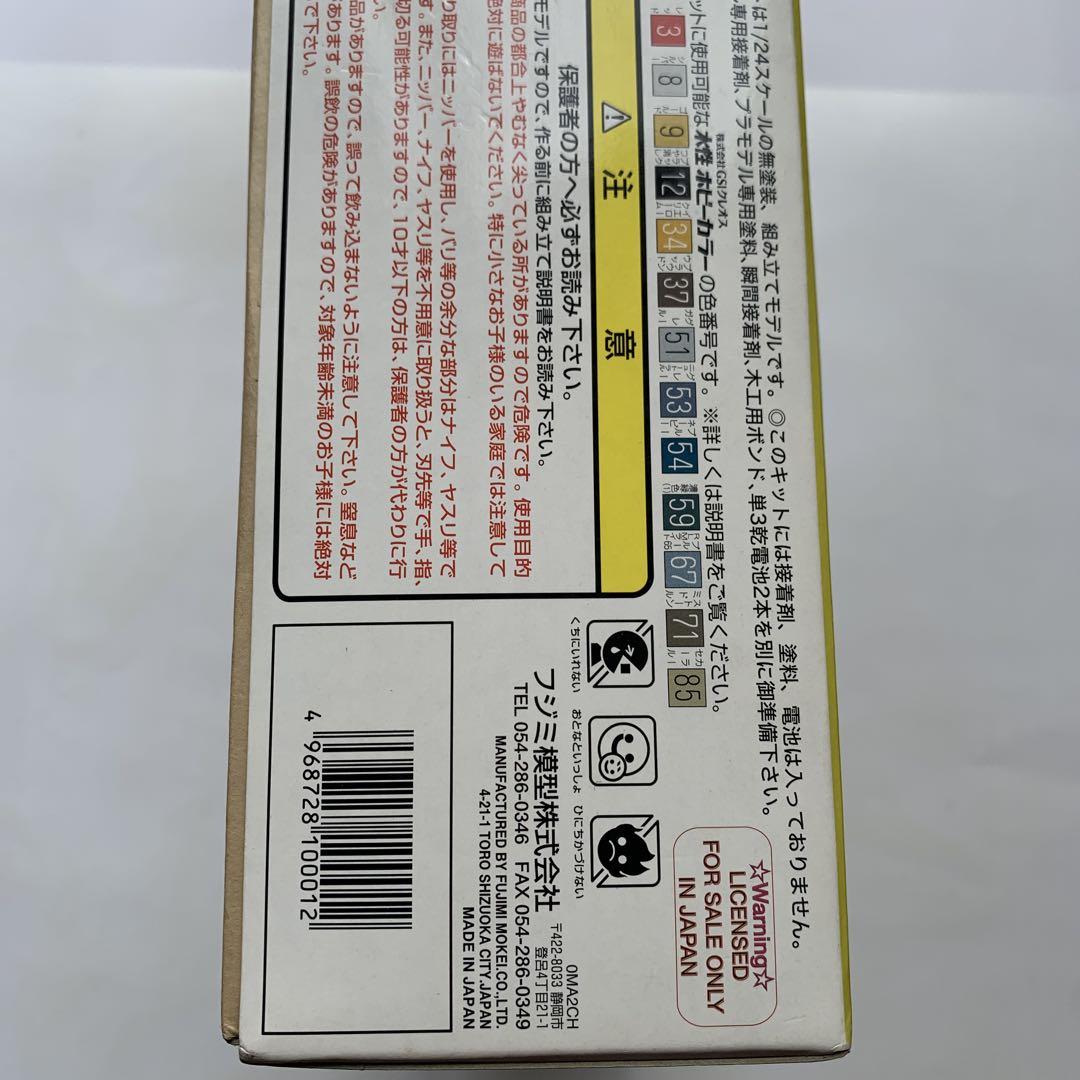 は1/24スケールの無塗装、組み立てモデルです。◎このキットには接着剤、塗料、電池は入っておりません。
専用接着剤、プラモデル専用塗料、瞬間接着剤、木工用ボンド、単3乾電池2本を別に御準備下さい。
株式会社GSIクレオス
ットに使用可能な 水性ホビーカラー の色番号です。※詳しくは説明書をご覧ください。
3 8 9 12 34 37 51 53 54 59 67 71 85
⚠ 注 意
保護者の方へ必ずお読み下さい。
モデルですので、作る前に組み立て説明書をお読み下さい。
商品の都合上やむなく尖っている所がありますので危険です。使用目的
絶対に遊ばないでください。特に小さなお子様のいる家庭では注意して
り取りにはニッパーを使用し、バリ等の余分な部分はナイフ、ヤスリ等で
す。また、ニッパー、ナイフ、ヤスリ等を不用意に取り扱うと、刃先等で手、指、
切る可能性がありますので、10才以下の方は、保護者の方が代わりに行
い。
品がありますので、誤って飲み込まないように注意して下さい。窒息など
あります。誤飲の危険がありますので、対象年齢未満のお子様には絶対
で下さい。
くちにいれない おとなといっしょ ひにちかづけない
☆Warning☆
LICENSED
FOR SALE ONLY
IN JAPAN
0MA2CH
フジミ模型株式会社 〒422-8033 静岡市
登呂4丁目21-1
TEL 054-286-0346 FAX 054-286-0349
MANUFACTURED BY FUJIMI MOKEI.CO.,LTD.
4-21-1 TORO SHIZUOKA CITY.JAPAN
MADE IN JAPAN
4 968728 100012